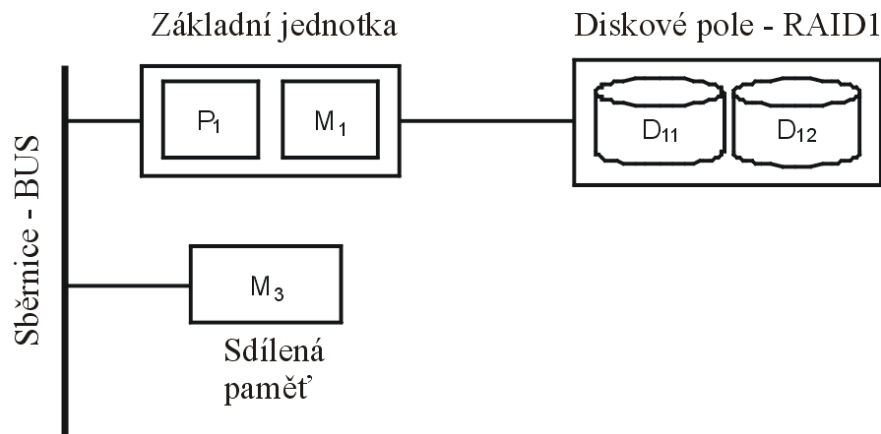 Základní jednotka
Diskové pole - RAID1
P1
M1
D11
D12
Sběrnice - BUS
M3
Sdílená
paměť